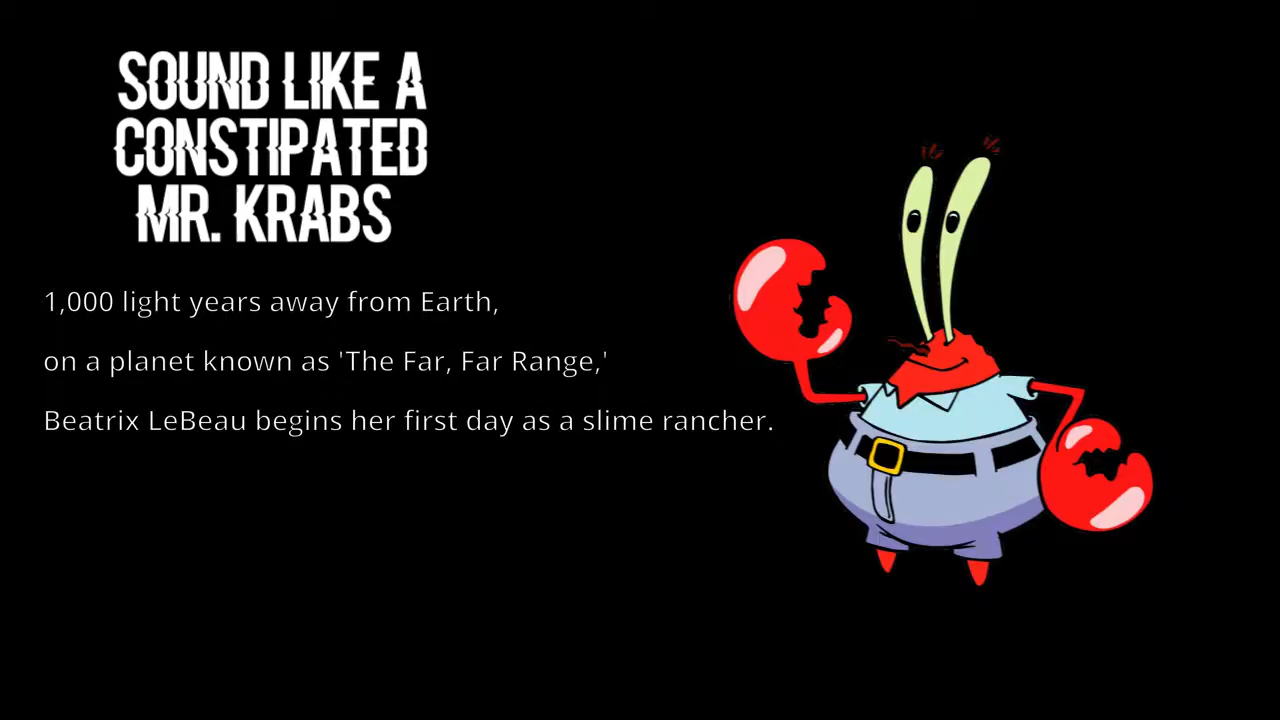 SOUND LIKE A
CONSTIPATED
MR. KRABS
1,000 light years away from Earth,
on a planet known as 'The Far, Far Range,'
Beatrix LeBeau begins her first day as a slime rancher.